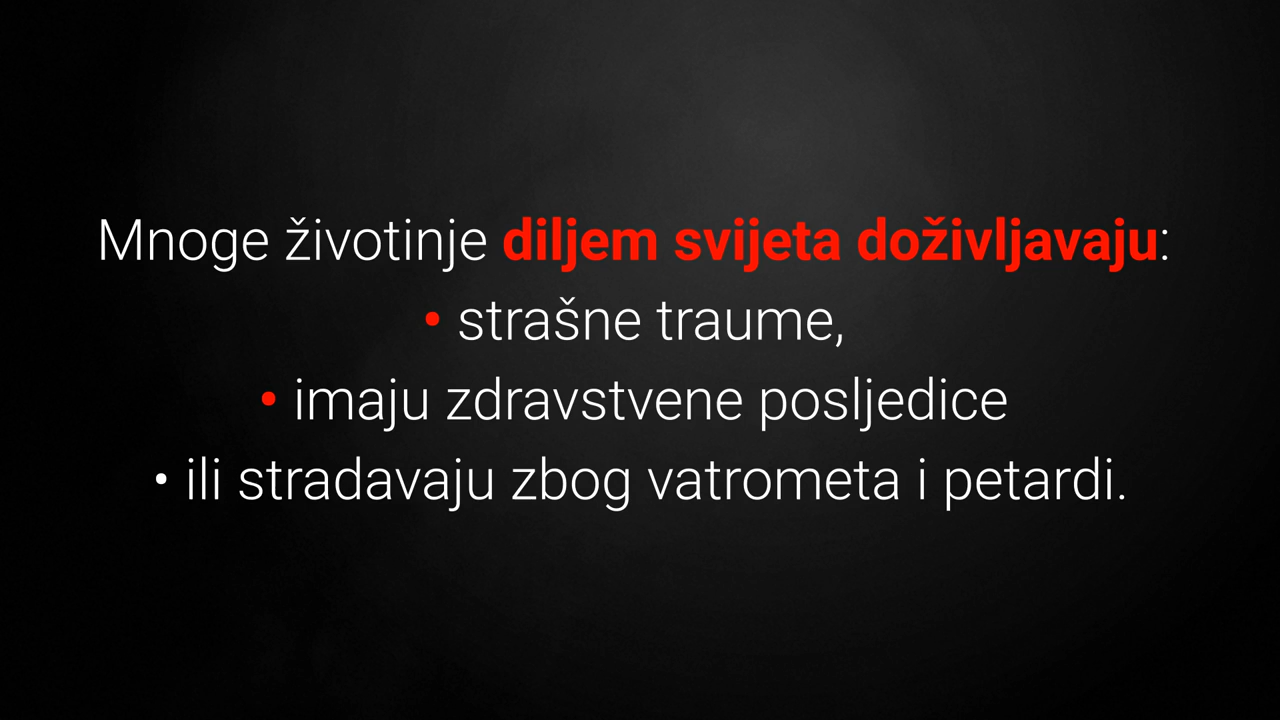 Mnoge životinje diljem svijeta doživljavaju:
• strašne traume,
• imaju zdravstvene posljedice
• ili stradavaju zbog vatrometa i petardi.